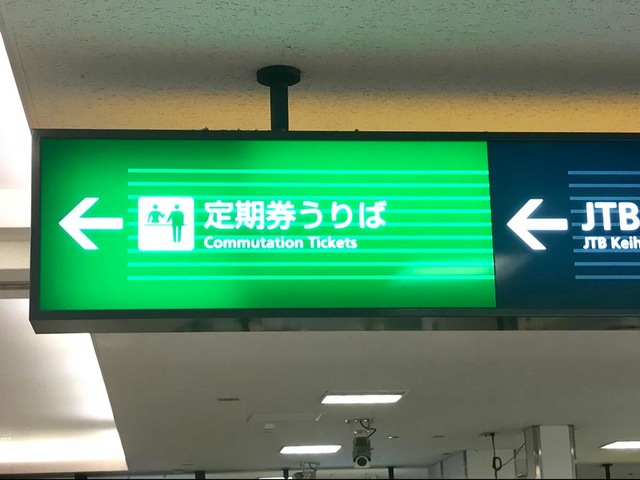 定期券うりば
Commutation Tickets
JTB
JTB Keih